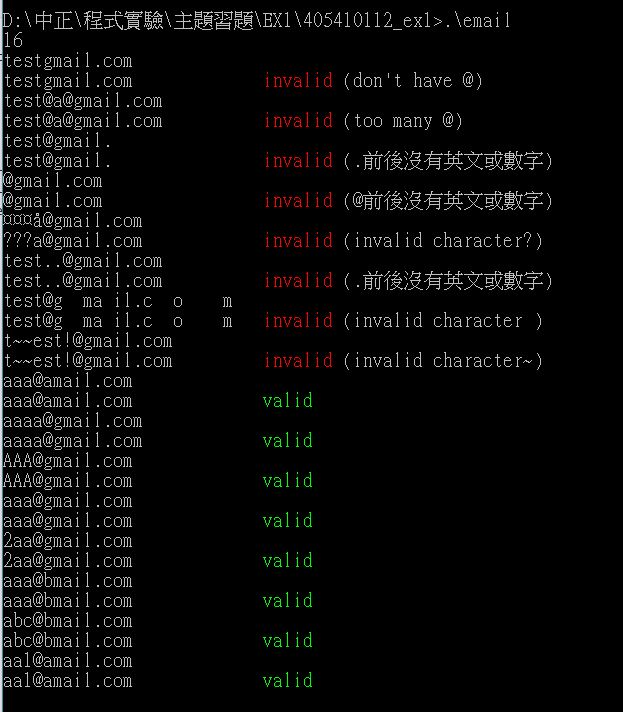 D:\中正\程式實驗\主題習題\EX1\405410112_ex1>.\email
16
testgmail.com
testgmail.com invalid (don't have @)
test@a@gmail.com
test@a@gmail.com invalid (too many @)
test@gmail.
test@gmail. invalid (.前後沒有英文或數字)
@gmail.com
@gmail.com invalid (@前後沒有英文或數字)
@gmail.com
???a@gmail.com invalid (invalid character?)
test..@gmail.com
test..@gmail.com invalid (.前後沒有英文或數字)
test@g  ma il.c  o    m
test@g  ma il.c  o    m invalid (invalid character )
t~~est!@gmail.com
t~~est!@gmail.com invalid (invalid character~)
aaa@amail.com
aaa@amail.com valid
aaaa@gmail.com
aaaa@gmail.com valid
AAA@gmail.com
AAA@gmail.com valid
aaa@gmail.com
aaa@gmail.com valid
2aa@gmail.com
2aa@gmail.com valid
aaa@bmail.com
aaa@bmail.com valid
abc@bmail.com
abc@bmail.com valid
aa1@amail.com
aa1@amail.com valid